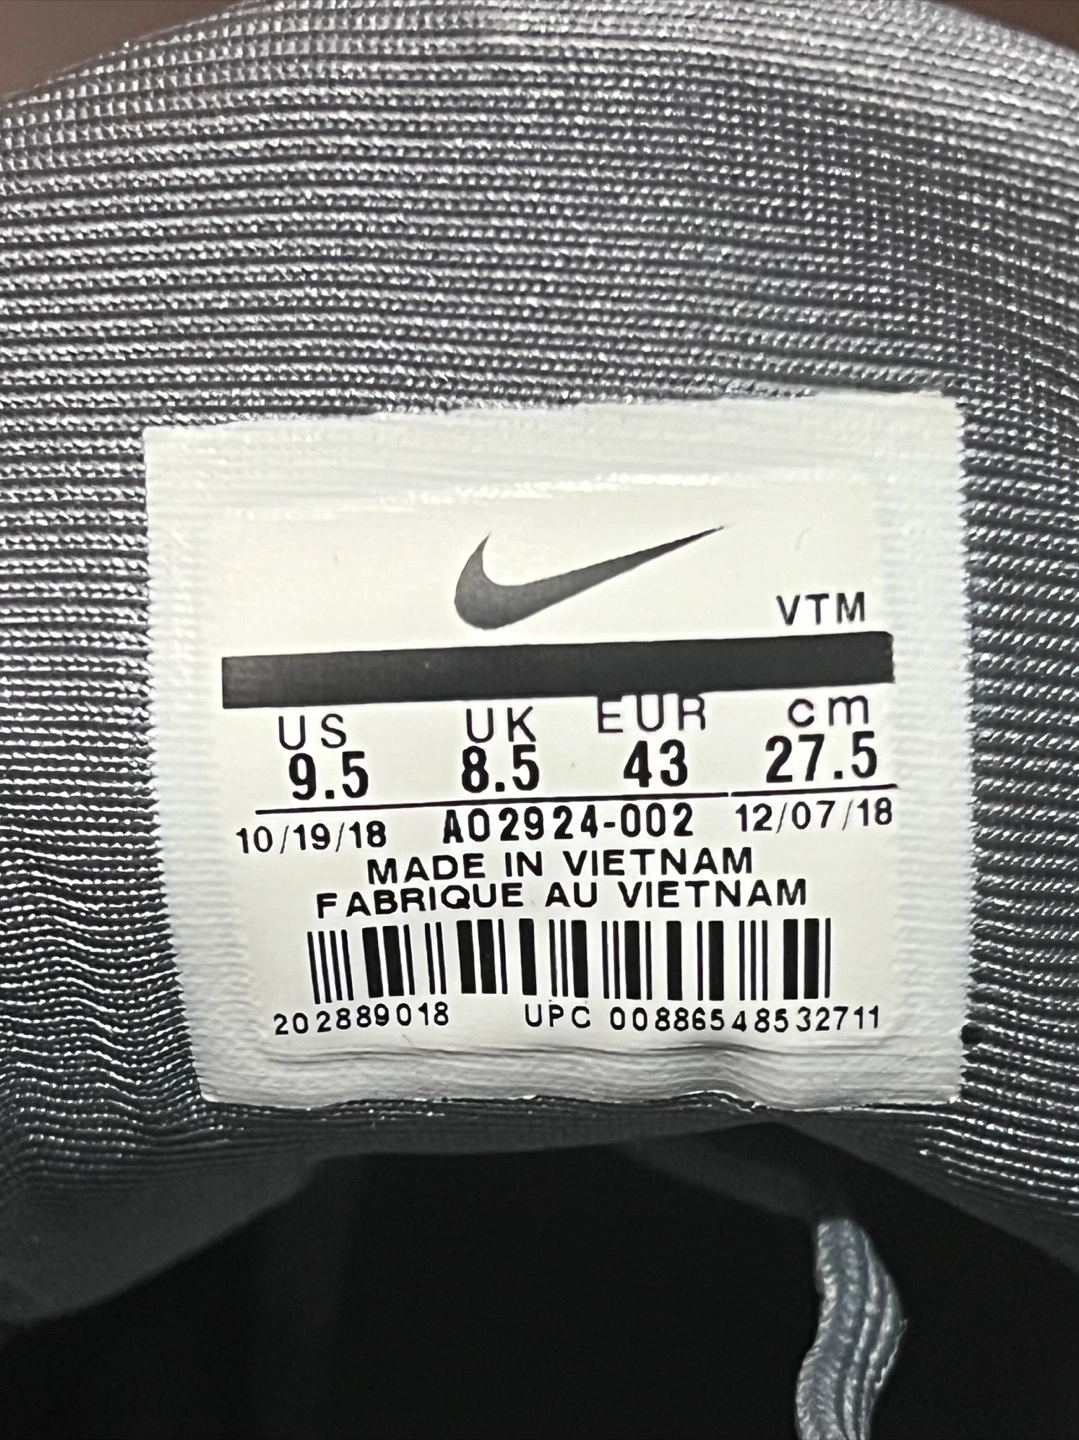 VTM
US UK EUR cm
9.5 8.5 43 27.5
10/19/18 AO2924-002 12/07/18
MADE IN VIETNAM
FABRIQUE AU VIETNAM
202889018 UPC 00886548532711